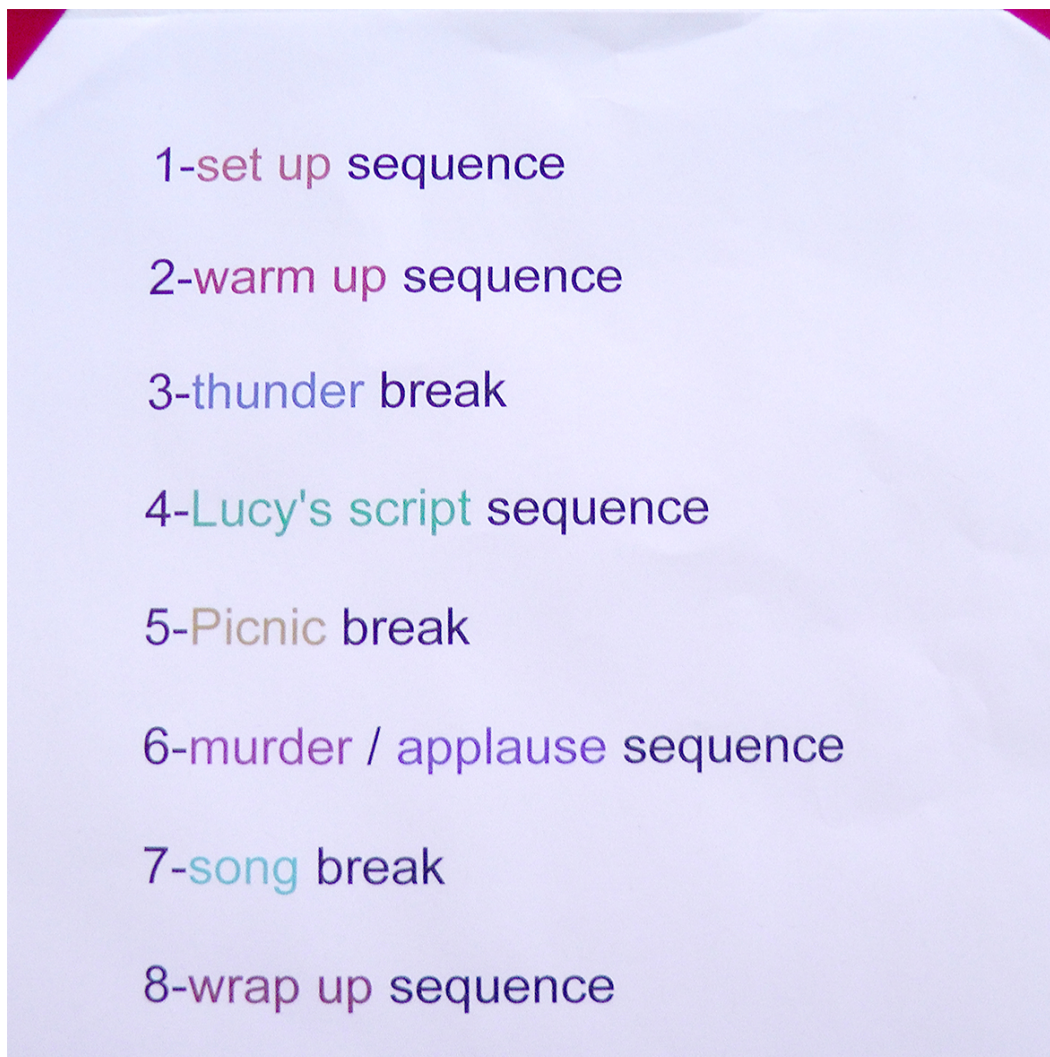 1-set up sequence
2-warm up sequence
3-thunder break
4-Lucy's script sequence
5-Picnic break
6-murder / applause sequence
7-song break
8-wrap up sequence